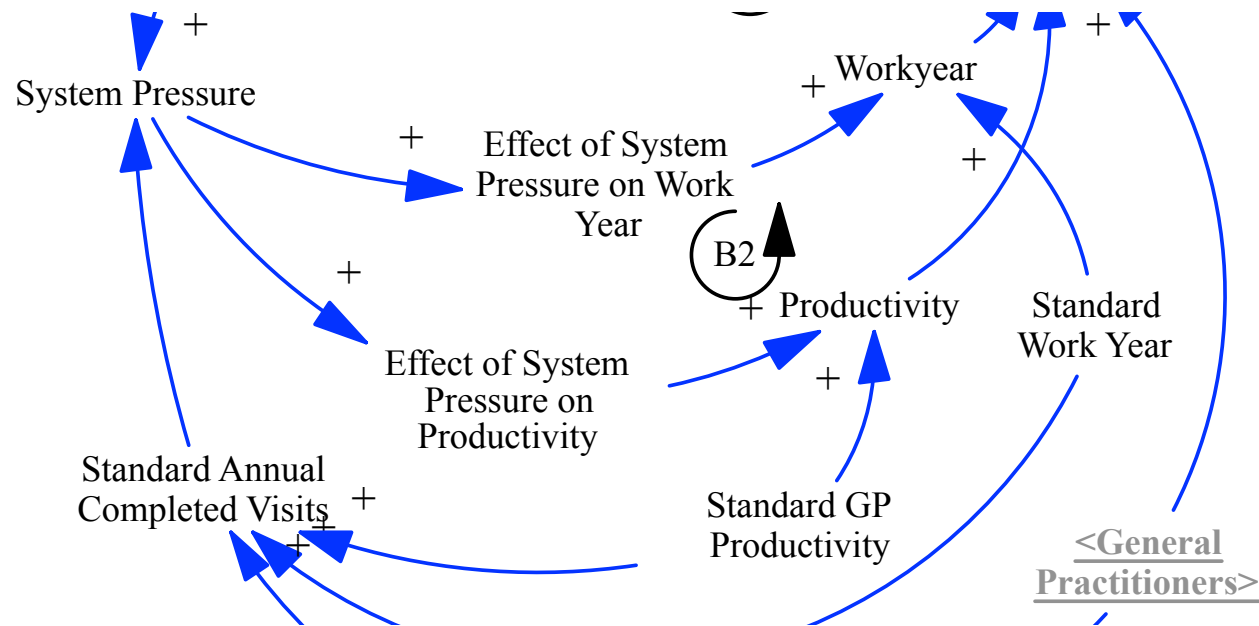 +
+
System Pressure
+
Workyear
+
Effect of System
Pressure on Work
Year
+
B2
+
+
Productivity
Standard
Work Year
Effect of System
Pressure on
Productivity
+
Standard Annual
Completed Visits
+
+
+
Standard GP
Productivity
<General
Practitioners>